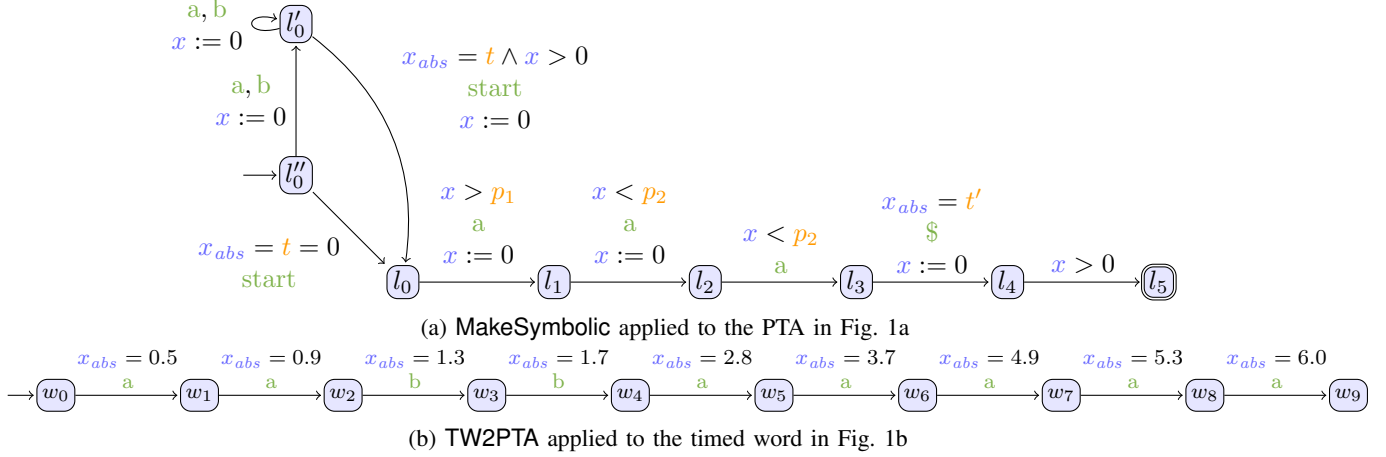 a, b
x := 0
l₀′
x_abs = t ∧ x > 0
start
x := 0
a, b
x := 0
l₀″
x_abs = t = 0
start
x > p₁
a
x := 0
x < p₂
a
x := 0
x < p₂
a
x_abs = t′
$
x := 0
x > 0
l₀ l₁ l₂ l₃ l₄ l₅
(a) MakeSymbolic applied to the PTA in Fig. 1a
x_abs = 0.5 x_abs = 0.9 x_abs = 1.3 x_abs = 1.7 x_abs = 2.8 x_abs = 3.7 x_abs = 4.9 x_abs = 5.3 x_abs = 6.0
a a b b a a a a a
w₀ w₁ w₂ w₃ w₄ w₅ w₆ w₇ w₈ w₉
(b) TW2PTA applied to the timed word in Fig. 1b